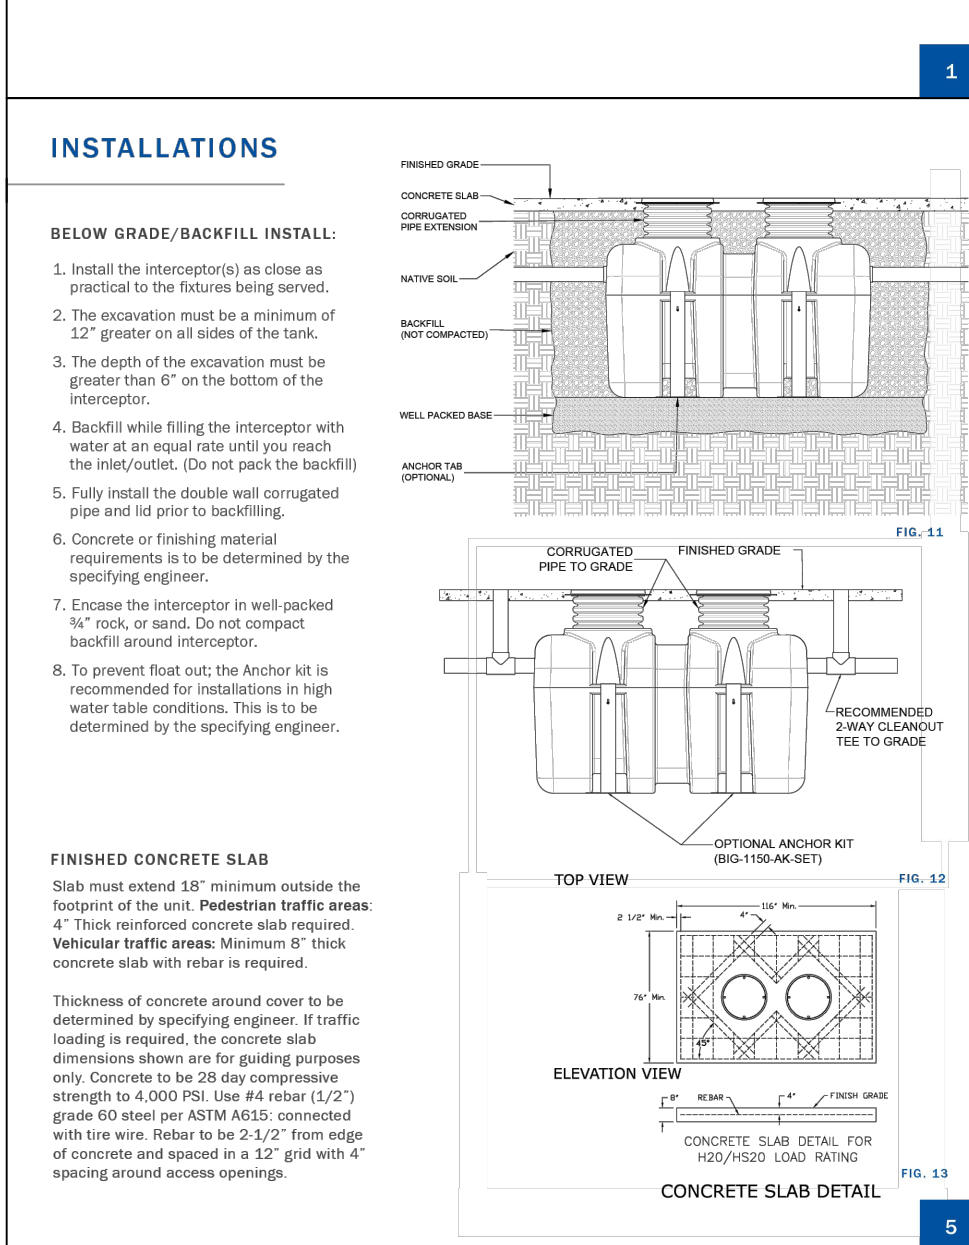 1
INSTALLATIONS
BELOW GRADE/BACKFILL INSTALL:
1. Install the interceptor(s) as close as
practical to the fixtures being served.
2. The excavation must be a minimum of
12” greater on all sides of the tank.
3. The depth of the excavation must be
greater than 6” on the bottom of the
interceptor.
4. Backfill while filling the interceptor with
water at an equal rate until you reach
the inlet/outlet. (Do not pack the backfill)
5. Fully install the double wall corrugated
pipe and lid prior to backfilling.
6. Concrete or finishing material
requirements is to be determined by the
specifying engineer.
7. Encase the interceptor in well-packed
¾” rock, or sand. Do not compact
backfill around interceptor.
8. To prevent float out; the Anchor kit is
recommended for installations in high
water table conditions. This is to be
determined by the specifying engineer.
FINISHED CONCRETE SLAB
Slab must extend 18” minimum outside the
footprint of the unit. Pedestrian traffic areas:
4” Thick reinforced concrete slab required.
Vehicular traffic areas: Minimum 8” thick
concrete slab with rebar is required.
Thickness of concrete around cover to be
determined by specifying engineer. If traffic
loading is required, the concrete slab
dimensions shown are for guiding purposes
only. Concrete to be 28 day compressive
strength to 4,000 PSI. Use #4 rebar (1/2”)
grade 60 steel per ASTM A615: connected
with tire wire. Rebar to be 2-1/2” from edge
of concrete and spaced in a 12” grid with 4”
spacing around access openings.
FINISHED GRADE
CONCRETE SLAB
CORRUGATED
PIPE EXTENSION
NATIVE SOIL
BACKFILL
(NOT COMPACTED)
WELL PACKED BASE
ANCHOR TAB
(OPTIONAL)
FIG. 11
CORRUGATED
PIPE TO GRADE
FINISHED GRADE
RECOMMENDED
2-WAY CLEANOUT
TEE TO GRADE
OPTIONAL ANCHOR KIT
(BIG-1150-AK-SET)
FIG. 12
TOP VIEW
116" Min.
2 1/2" Min.
4"
76" Min.
45°
ELEVATION VIEW
8"
REBAR
4"
FINISH GRADE
CONCRETE SLAB DETAIL FOR
H20/HS20 LOAD RATING
FIG. 13
CONCRETE SLAB DETAIL
5